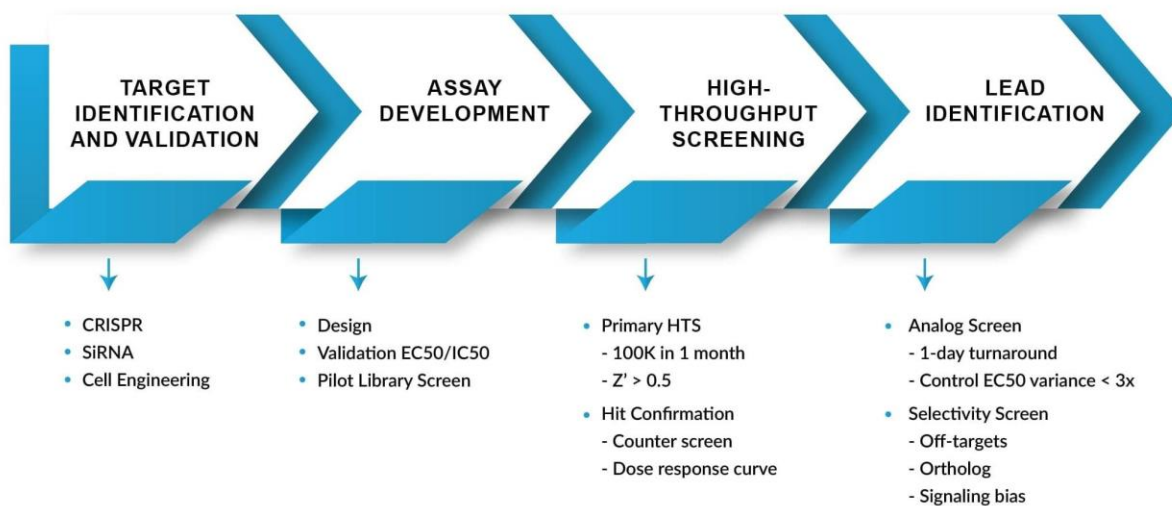 TARGET
IDENTIFICATION
AND VALIDATION
ASSAY
DEVELOPMENT
HIGH-
THROUGHPUT
SCREENING
LEAD
IDENTIFICATION
• CRISPR
• SiRNA
• Cell Engineering
• Design
• Validation EC50/IC50
• Pilot Library Screen
• Primary HTS
- 100K in 1 month
- Z' > 0.5
• Hit Confirmation
- Counter screen
- Dose response curve
• Analog Screen
- 1-day turnaround
- Control EC50 variance < 3x
• Selectivity Screen
- Off-targets
- Ortholog
- Signaling bias